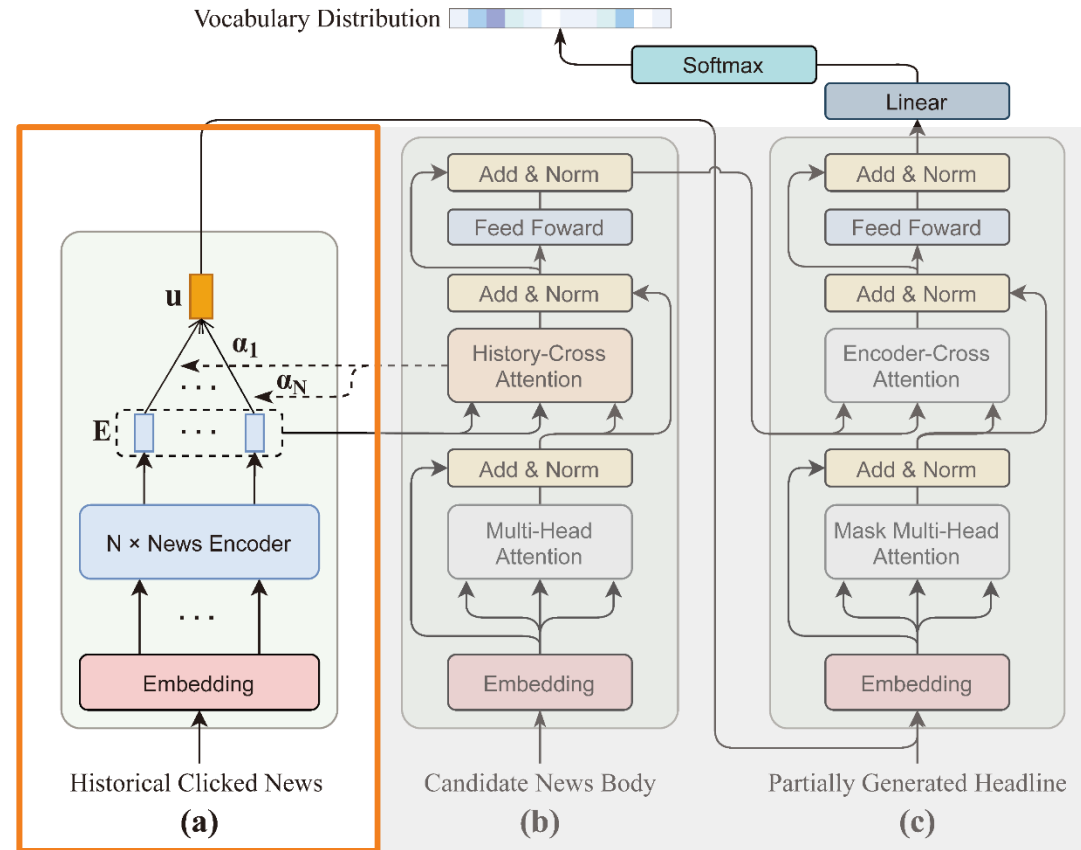 Vocabulary Distribution
Softmax
Linear
u
α1
. . .
αN
E
. . .
N × News Encoder
. . .
Embedding
Historical Clicked News
(a)
Add & Norm
Feed Foward
Add & Norm
History-Cross
Attention
Add & Norm
Multi-Head
Attention
Embedding
Candidate News Body
(b)
Add & Norm
Feed Foward
Add & Norm
Encoder-Cross
Attention
Add & Norm
Mask Multi-Head
Attention
Embedding
Partially Generated Headline
(c)